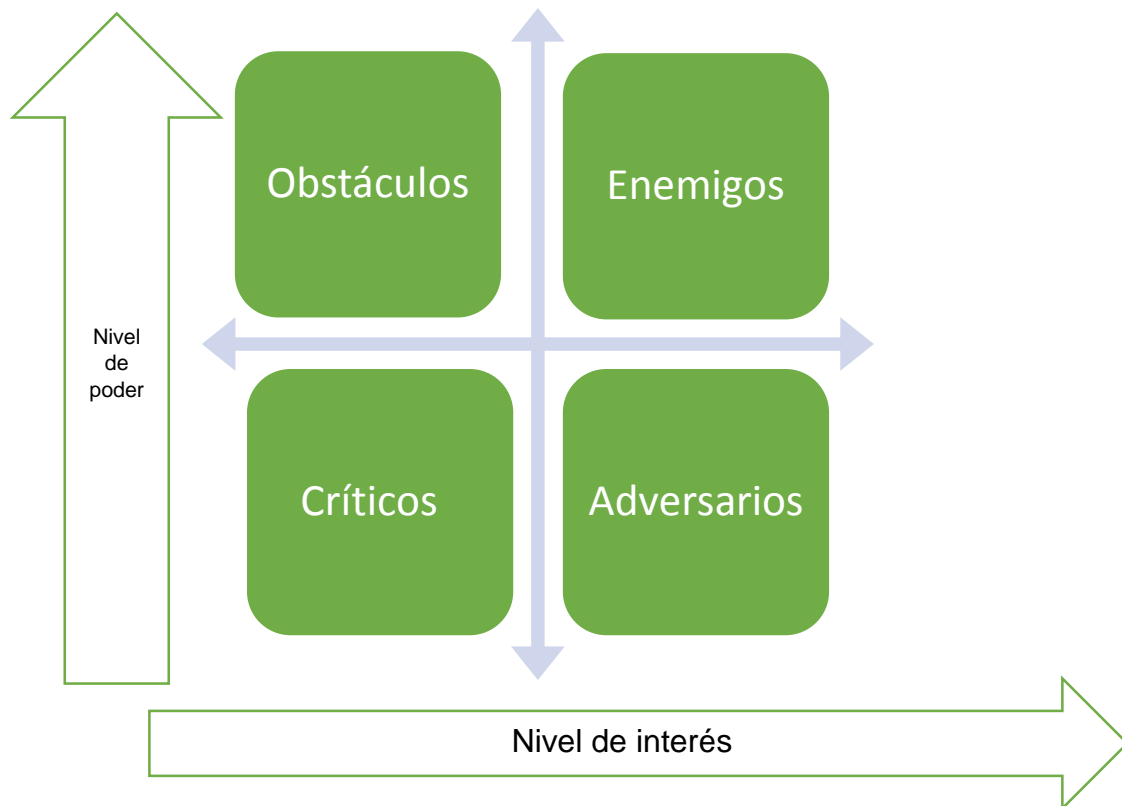 Obstáculos
Enemigos
Nivel
de
poder
Críticos
Adversarios
Nivel de interés